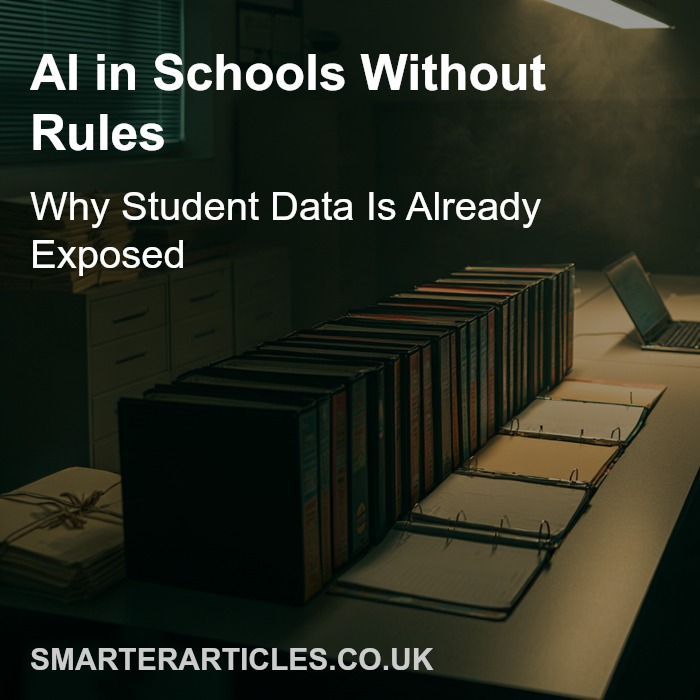 AI in Schools Without
Rules
Why Student Data Is Already
Exposed
SMARTERARTICLES.CO.UK